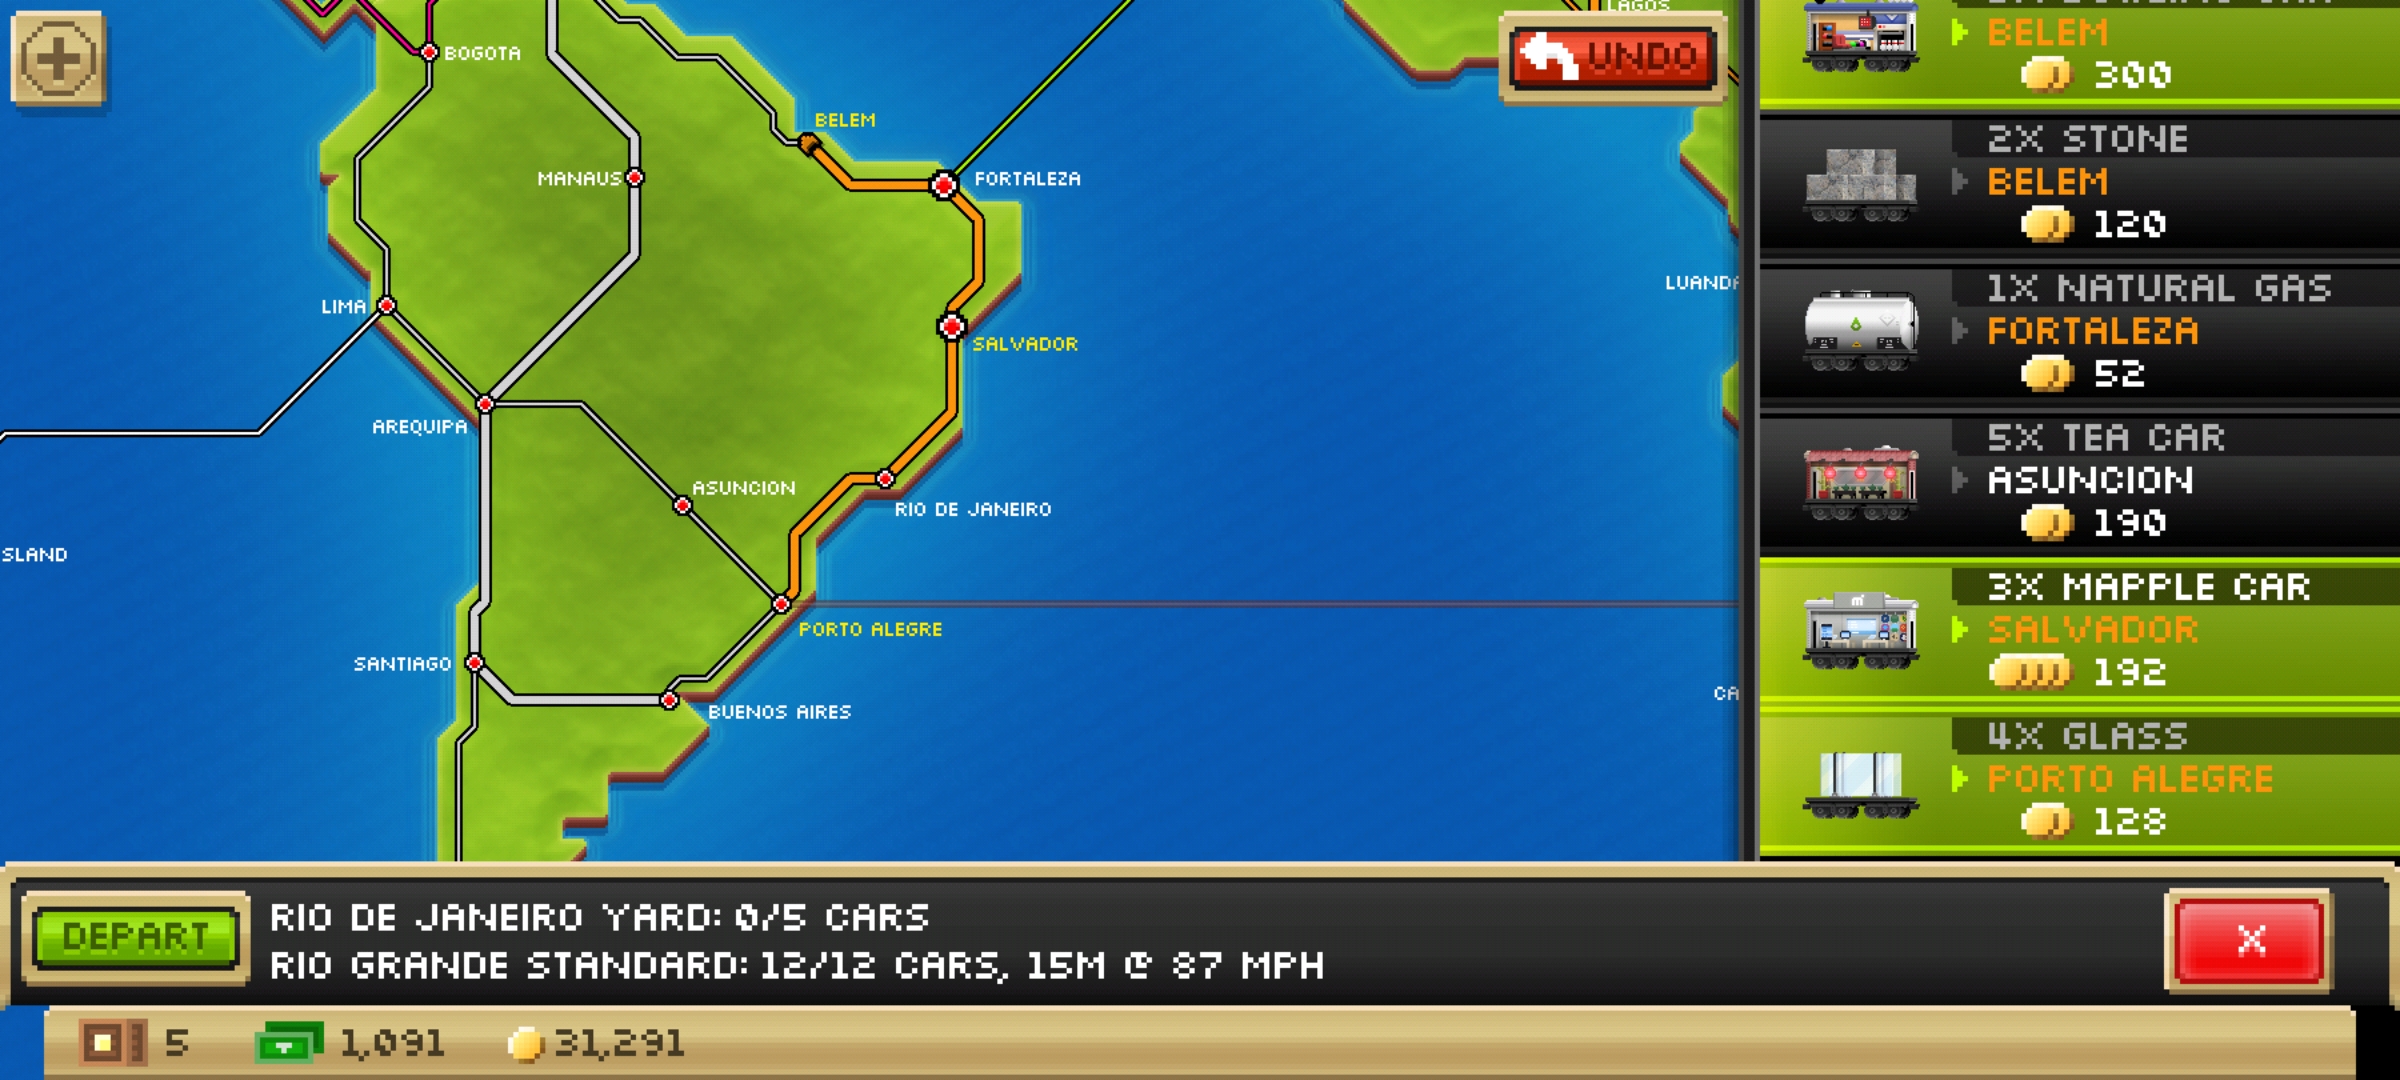 LAGOS
BOGOTA
UNDO
BELEM
300
BELEM
MANAUS
FORTALEZA
2X STONE
BELEM
120
LIMA
SALVADOR
1X NATURAL GAS
FORTALEZA
52
AREQUIPA
5X TEA CAR
ASUNCION
190
ASUNCION
RIO DE JANEIRO
SLAND
3X MAPPLE CAR
SALVADOR
192
PORTO ALEGRE
SANTIAGO
BUENOS AIRES
CA
4X GLASS
PORTO ALEGRE
128
m
DEPART
RIO DE JANEIRO YARD: 0/5 CARS
RIO GRANDE STANDARD: 12/12 CARS, 15M @ 87 MPH
X
5
1,091
31,291